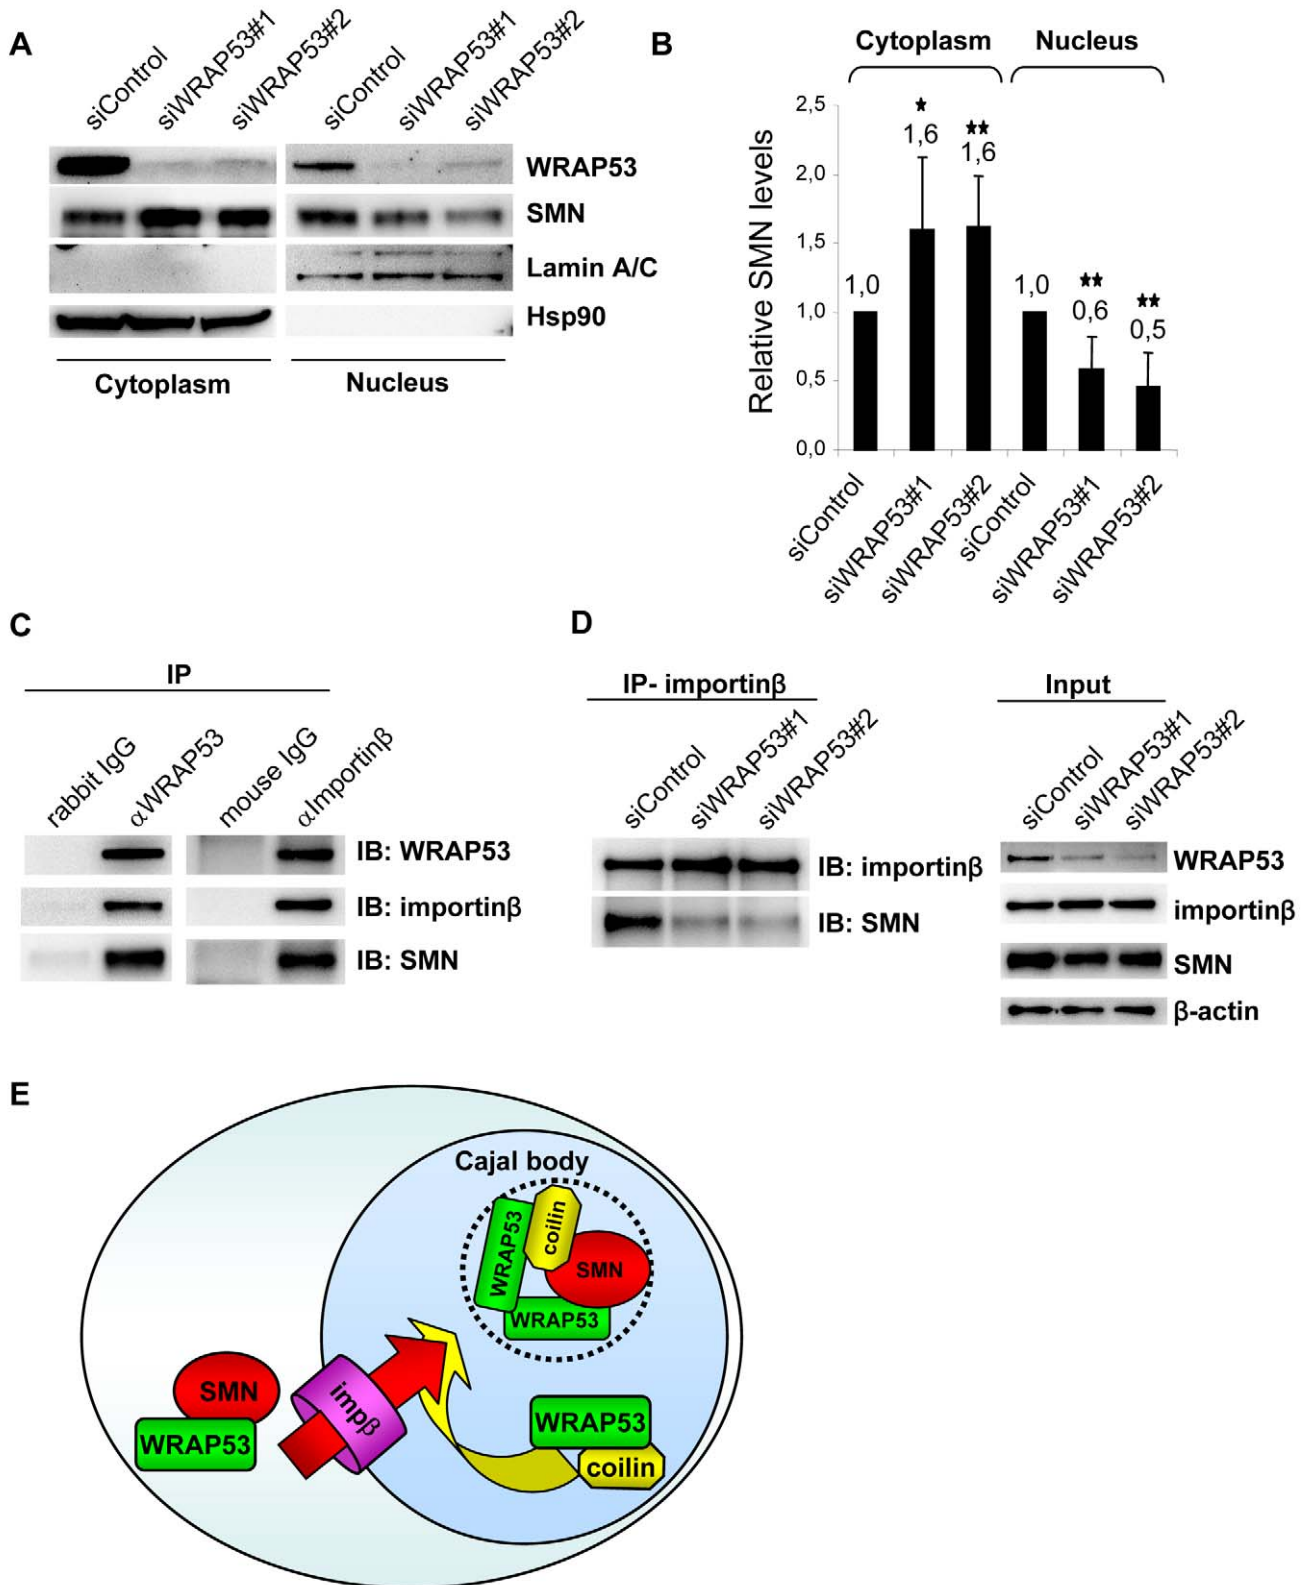 A
siControl
siWRAP53#1
siWRAP53#2
siControl
siWRAP53#1
siWRAP53#2
WRAP53
SMN
Lamin A/C
Hsp90
Cytoplasm
Nucleus
B
Cytoplasm
Nucleus
Relative SMN levels
2,5
2,0
1,5
1,0
0,5
0,0
1,0
★
1,6
★★
1,6
1,0
★★
0,6
★★
0,5
siControl
siWRAP53#1
siWRAP53#2
siControl
siWRAP53#1
siWRAP53#2
C
IP
rabbit IgG
αWRAP53
mouse IgG
αImportinβ
IB: WRAP53
IB: importinβ
IB: SMN
D
IP- importinβ
siControl
siWRAP53#1
siWRAP53#2
IB: importinβ
IB: SMN
Input
siControl
siWRAP53#1
siWRAP53#2
WRAP53
importinβ
SMN
β-actin
E
Cajal body
WRAP53
coilin
SMN
WRAP53
SMN
WRAP53
impβ
WRAP53
coilin